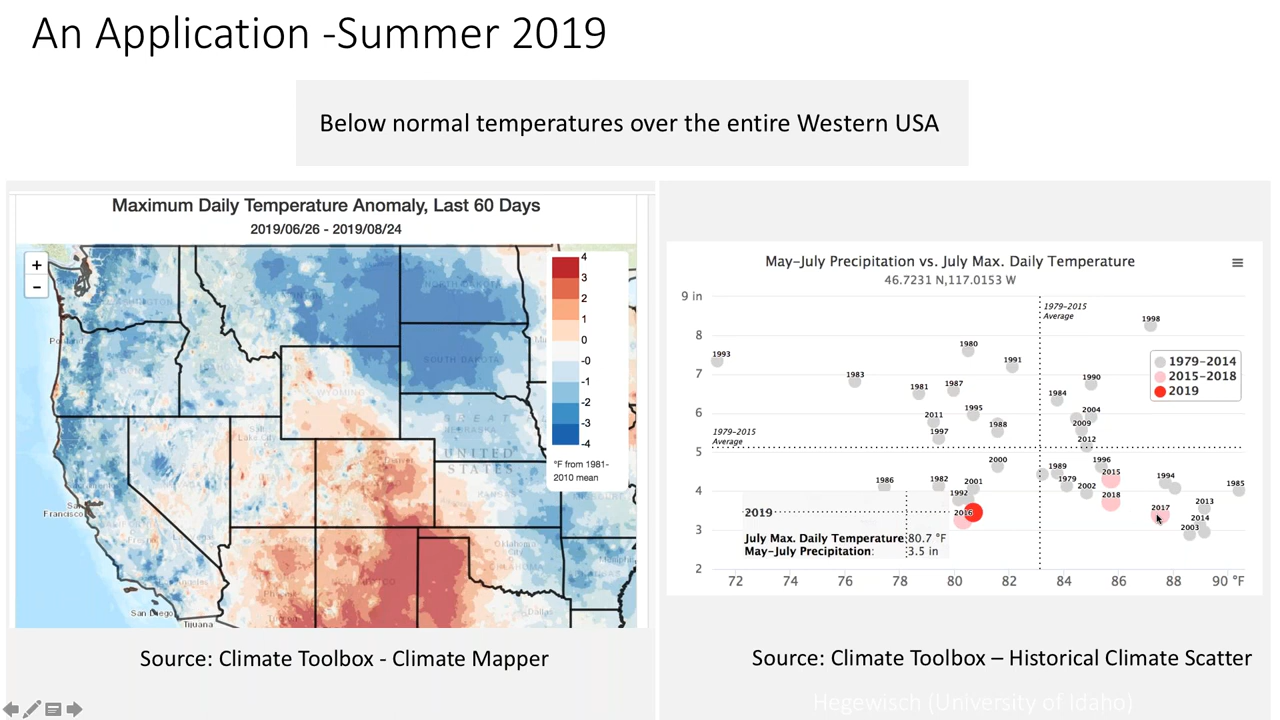 An Application -Summer 2019
Below normal temperatures over the entire Western USA
Maximum Daily Temperature Anomaly, Last 60 Days
2019/06/26 - 2019/08/24
+
-
4
3
2
1
0
-0
-1
-2
-3
-4
°F from 1981-
2010 mean
WASHINGTON
NORTH DAKOTA
SOUTH DAKOTA
WYOMING
Salt
Lake City
GREAT
NEBRASKA
UNITED
STATES
Denver
San
Francisco
Oklahoma
City
OKLAHOMA
Memphis
Dallas
San Diego
Tijuana
Source: Climate Toolbox - Climate Mapper
May-July Precipitation vs. July Max. Daily Temperature
46.7231 N,117.0153 W
9 in
8
7
6
5
4
3
2
72 74 76 78 80 82 84 86 88 90 °F
1979-2015
Average
1979-2015
Average
1979-2014
2015-2018
2019
1998
1980
1993
1991
1983
1981
1987
1990
1984
1995
2011
2004
2009
1988
1997
2012
2000
1996
1989
2015
1986
1982
2001
1979
2002
1994
1985
1992
2018
2013
2016
2017
2014
2003
2019
July Max. Daily Temperature: 80.7 °F
May-July Precipitation: 3.5 in
Source: Climate Toolbox – Historical Climate Scatter
Hegewisch (University of Idaho)